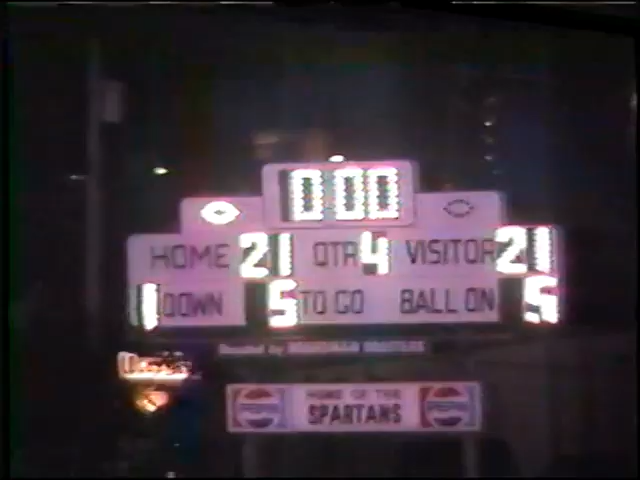 0:00
HOME 21 QTR 4 VISITOR 21
1 DOWN 5 TO GO BALL ON 5
HOME OF THE
PEPSI SPARTANS PEPSI